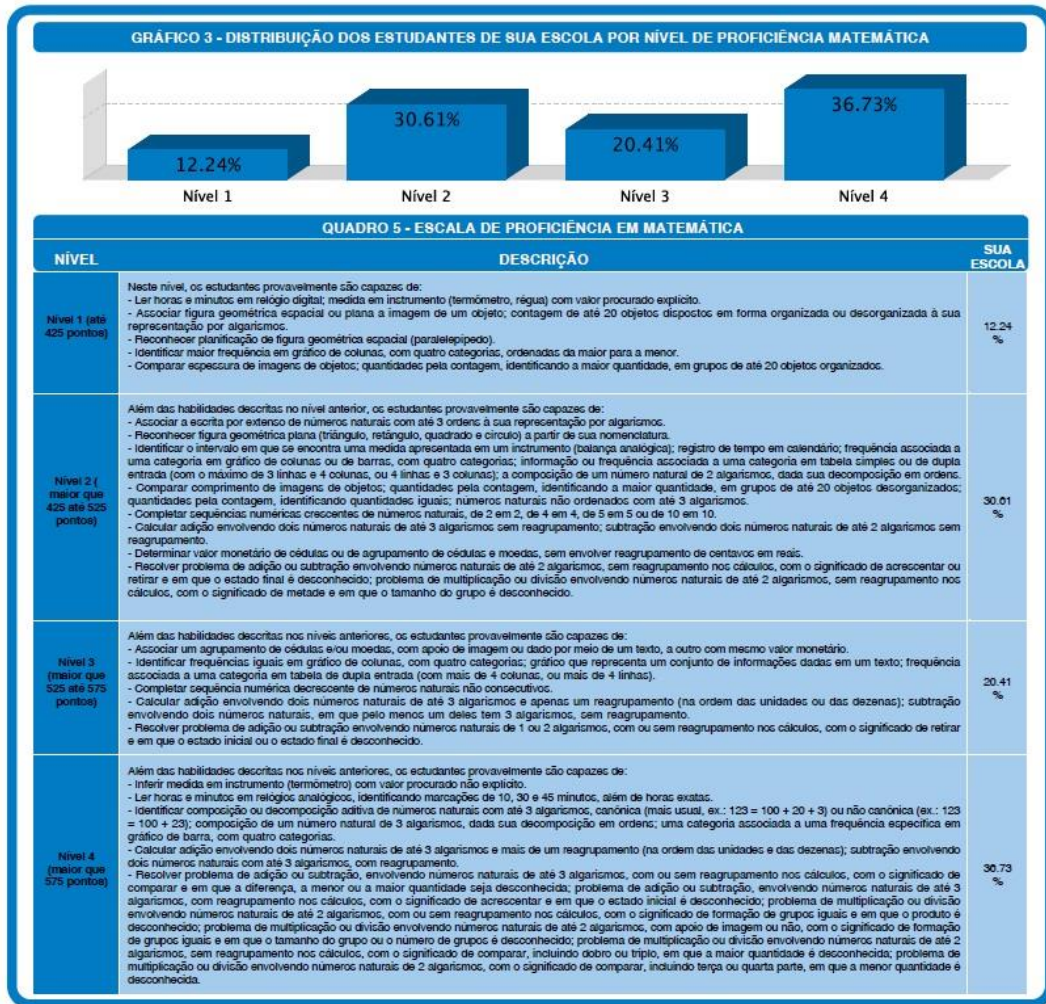 GRÁFICO 3 - DISTRIBUIÇÃO DOS ESTUDANTES DE SUA ESCOLA POR NÍVEL DE PROFICIÊNCIA MATEMÁTICA
12.24%
30.61%
20.41%
36.73%
Nível 1
Nível 2
Nível 3
Nível 4
QUADRO 5 - ESCALA DE PROFICIÊNCIA EM MATEMÁTICA
NÍVEL
DESCRIÇÃO
SUA
ESCOLA
Nível 1 (até
425 pontos)
Neste nível, os estudantes provavelmente são capazes de:
- Ler horas e minutos em relógio digital; medida em instrumento (termômetro, régua) com valor procurado explícito.
- Associar figura geométrica espacial ou plana a imagem de um objeto; contagem de até 20 objetos dispostos em forma organizada ou desorganizada à sua
representação por algarismos.
- Reconhecer planificação de figura geométrica espacial (paralelepípedo).
- Identificar maior frequência em gráfico de colunas, com quatro categorias, ordenadas da maior para a menor.
- Comparar espessura de imagens de objetos; quantidades pela contagem, identificando a maior quantidade, em grupos de até 20 objetos organizados.
12.24
%
Nível 2 (
maior que
425 até 525
pontos)
Além das habilidades descritas no nível anterior, os estudantes provavelmente são capazes de:
- Associar a escrita por extenso de números naturais com até 3 ordens à sua representação por algarismos.
- Reconhecer figura geométrica plana (triângulo, retângulo, quadrado e círculo) a partir de sua nomenclatura.
- Identificar o intervalo em que se encontra uma medida apresentada em um instrumento (balança analógica); registro de tempo em calendário; frequência associada a
uma categoria em gráfico de colunas ou de barras, com quatro categorias; informação ou frequência associada a uma categoria em tabela simples ou de dupla
entrada (com o máximo de 3 linhas e 4 colunas, ou 4 linhas e 3 colunas); a composição de um número natural de 2 algarismos, dada sua decomposição em ordens.
- Comparar comprimento de imagens de objetos; quantidades pela contagem, identificando a maior quantidade, em grupos de até 20 objetos desorganizados;
quantidades pela contagem, identificando quantidades iguais; números naturais não ordenados com 3 algarismos.
- Completar sequências numéricas crescentes de números naturais, de 2 em 2, de 4 em 4, de 5 em 5 ou de 10 em 10.
- Calcular adição envolvendo dois números naturais de até 3 algarismos sem reagrupamento; subtração envolvendo dois números naturais de até 2 algarismos sem
reagrupamento.
- Determinar valor monetário de cédulas ou de agrupamento de cédulas e moedas, sem envolver reagrupamento de centavos em reais.
- Resolver problema de adição ou subtração envolvendo números naturais de até 2 algarismos, sem reagrupamento nos cálculos, com o significado de acrescentar ou
retirar e em que o estado final é desconhecido; problema de multiplicação ou divisão envolvendo números naturais de até 2 algarismos, sem reagrupamento nos
cálculos, com o significado de metade e em que o tamanho do grupo é desconhecido.
30.61
%
Nível 3
(maior que
525 até 575
pontos)
Além das habilidades descritas nos níveis anteriores, os estudantes provavelmente são capazes de:
- Associar um agrupamento de cédulas e/ou moedas, com apoio de imagem ou dado por meio de um texto, a outro com mesmo valor monetário.
- Identificar frequências iguais em gráfico de colunas, com quatro categorias; gráfico que representa um conjunto de informações dadas em um texto; frequência
associada a uma categoria em tabela de dupla entrada (com mais de 4 colunas, ou mais de 4 linhas).
- Completar sequência numérica decrescente de números naturais não consecutivos.
- Calcular adição envolvendo dois números naturais de até 3 algarismos e apenas um reagrupamento (na ordem das unidades ou das dezenas); subtração
envolvendo dois números naturais, em que pelo menos um deles tem 3 algarismos, sem reagrupamento.
- Resolver problema de adição ou subtração envolvendo números naturais de 1 ou 2 algarismos, com ou sem reagrupamento nos cálculos, com o significado de retirar
e em que o estado inicial ou o estado final é desconhecido.
20.41
%
Nível 4
(maior que
575 pontos)
Além das habilidades descritas nos níveis anteriores, os estudantes provavelmente são capazes de:
- Inferir medida em instrumento (termômetro) com valor procurado não explícito.
- Ler horas e minutos em relógios analógicos, identificando marcações de 10, 30 e 45 minutos, além de horas exatas.
- Identificar composição ou decomposição aditiva de números naturais com até 3 algarismos, canônica (mais usual, ex.: 123 = 100 + 20 + 3) ou não canônica (ex.: 123
= 100 + 23); composição de um número natural de 3 algarismos, dada sua decomposição em ordens; uma categoria associada a uma frequência específica em
gráfico de barra, com quatro categorias.
- Calcular adição envolvendo dois números naturais de até 3 algarismos e mais de um reagrupamento (na ordem das unidades e das dezenas); subtração envolvendo
dois números naturais com até 3 algarismos, com reagrupamento.
- Resolver problema de adição ou subtração, envolvendo números naturais de até 3 algarismos, com ou sem reagrupamento nos cálculos, com o significado de
comparar e em que a diferença, a menor ou a maior quantidade seja desconhecida; problema de adição ou subtração, envolvendo números naturais de até 3
algarismos, com reagrupamento nos cálculos, com o significado de acrescentar e em que o estado inicial é desconhecido; problema de multiplicação ou divisão
envolvendo números naturais de até 2 algarismos, com ou sem reagrupamento nos cálculos, com o significado de formação de grupos iguais e em que o produto é
desconhecido; problema de multiplicação ou divisão envolvendo números naturais de até 2 algarismos, com apoio de imagem ou não, com o significado de formação
de grupos iguais e em que o tamanho do grupo ou o número de grupos é desconhecido; problema de multiplicação ou divisão envolvendo números naturais de até 2
algarismos, sem reagrupamento nos cálculos, com o significado de comparar, incluindo dobro ou triplo, em que a maior quantidade é desconhecida; problema de
multiplicação ou divisão envolvendo números naturais de 2 algarismos, com o significado de comparar, incluindo terça ou quarta parte, em que a menor quantidade é
desconhecida.
36.73
%